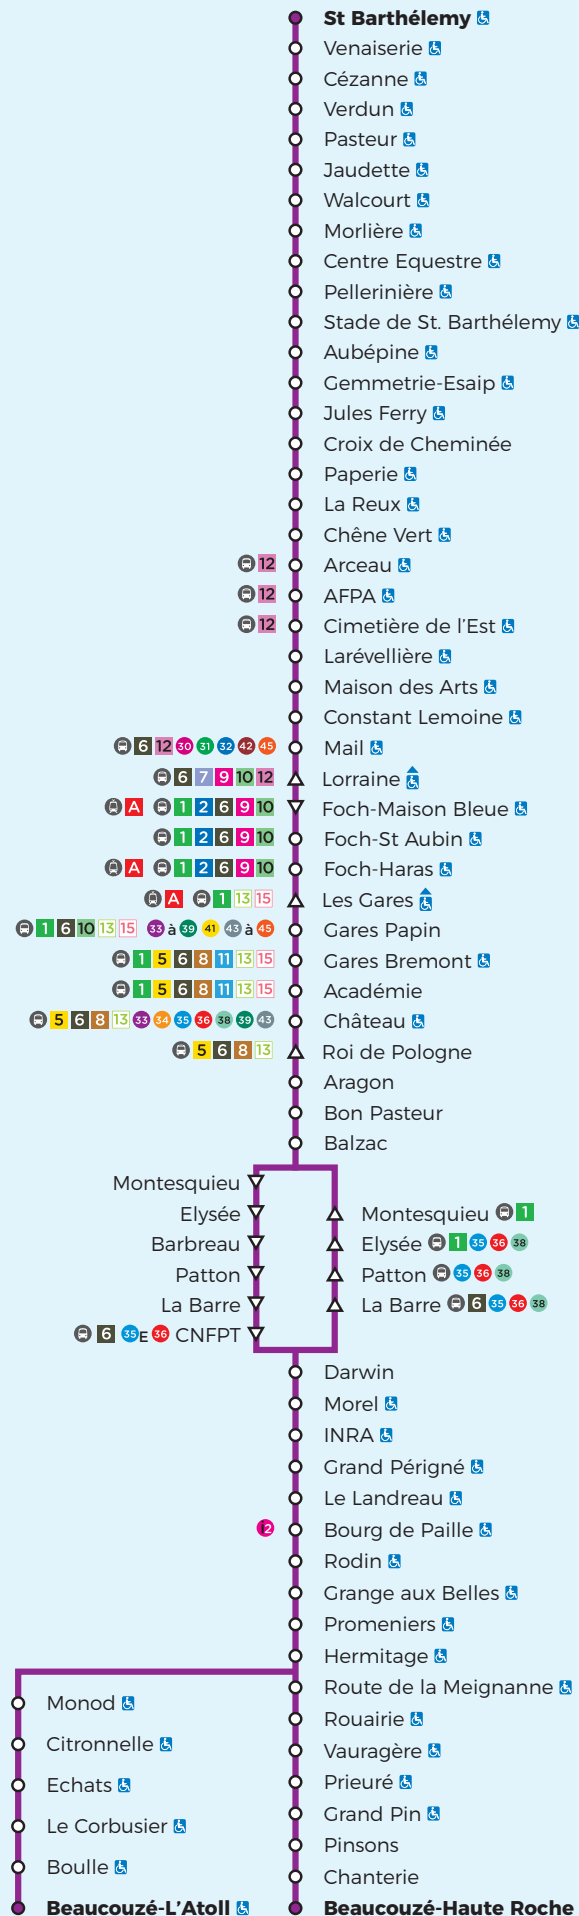 St Barthélemy
Venaiserie
Cézanne
Verdun
Pasteur
Jaudette
Walcourt
Morlière
Centre Equestre
Pellerinière
Stade de St. Barthélemy
Aubépine
Gemmetrie-Esaip
Jules Ferry
Croix de Cheminée
Paperie
La Reux
Chêne Vert
12 Arceau
12 AFPA
12 Cimetière de l'Est
Larévellière
Maison des Arts
Constant Lemoine
6 12 30 31 32 42 45 Mail
6 7 9 10 12 Lorraine
A 1 2 6 9 10 Foch-Maison Bleue
1 2 6 9 10 Foch-St Aubin
A 1 2 6 9 10 Foch-Haras
A 1 13 15 Les Gares
1 6 10 13 15 33 à 39 41 43 à 45 Gares Papin
1 5 6 8 11 13 15 Gares Bremont
1 5 6 8 11 13 15 Académie
5 6 8 13 33 34 35 36 38 39 43 Château
5 6 8 13 Roi de Pologne
Aragon
Bon Pasteur
Balzac
Montesquieu
Elysée
Barbreau
Patton
La Barre
6 35E 36 CNFPT
Montesquieu 1
Elysée 1 35 36 38
Patton 35 36 38
La Barre 6 35 36 38
Darwin
Morel
INRA
Grand Périgné
Le Landreau
12 Bourg de Paille
Rodin
Grange aux Belles
Promeniers
Hermitage
Monod
Citronnelle
Echats
Le Corbusier
Boulle
Beaucouzé-L'Atoll
Route de la Meignanne
Rouairie
Vauragère
Prieuré
Grand Pin
Pinsons
Chanterie
Beaucouzé-Haute Roche